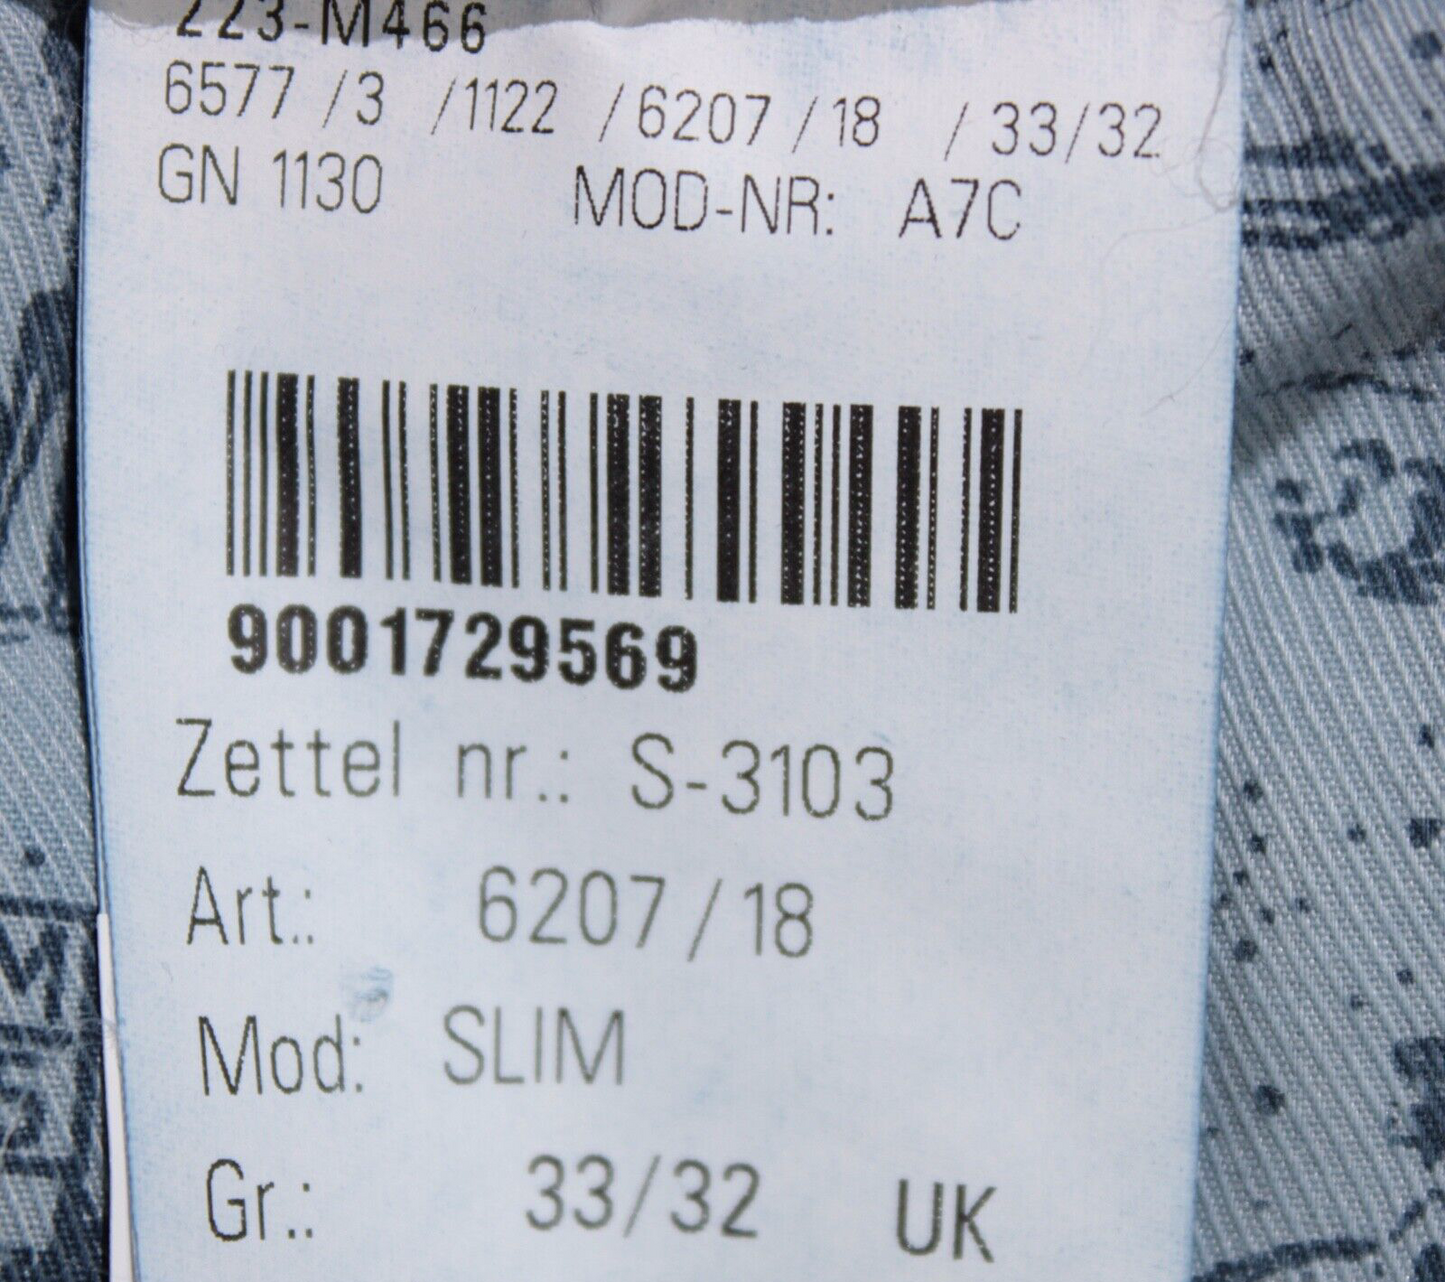 223-M466
6577 /3 /1122 /6207 /18 / 33/32
GN 1130 MOD-NR: A7C
9001729569
Zettel nr.: S-3103
Art.: 6207/18
Mod: SLIM
Gr.: 33/32 UK